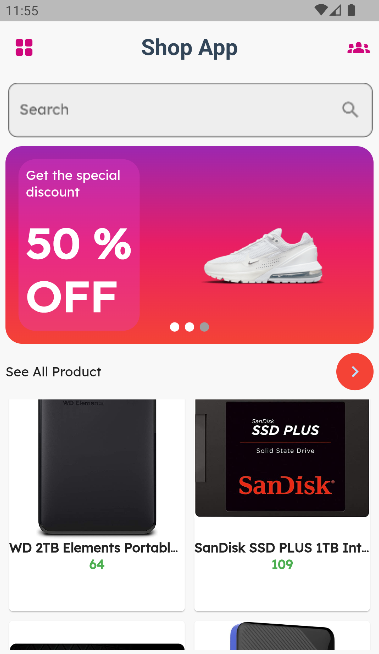 11:55
Shop App
Search
Get the special
discount
50 %
OFF
See All Product
WD Elements
SanDisk
SSD PLUS
Solid State Drive
SanDisk
WD 2TB Elements Portabl...
SanDisk SSD PLUS 1TB Int...
64
109